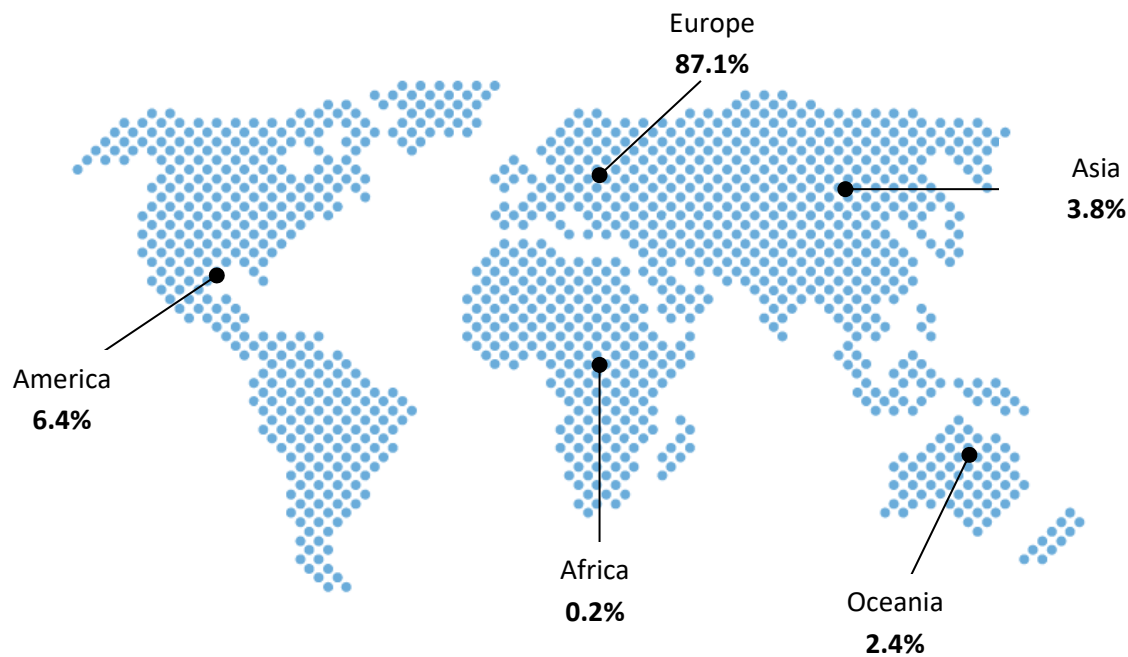 Europe
87.1%
Asia
3.8%
America
6.4%
Africa
0.2%
Oceania
2.4%